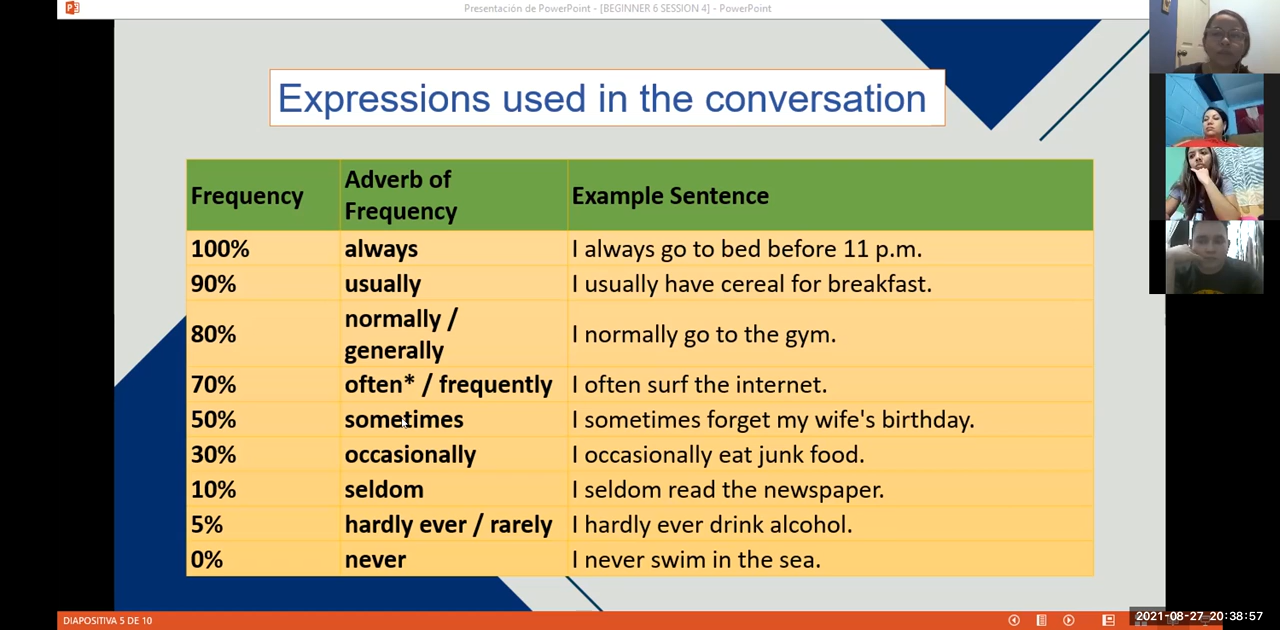 Presentación de PowerPoint - [BEGINNER 6 SESSION 4] - PowerPoint
Expressions used in the conversation
Frequency Adverb of Frequency Example Sentence
100% always I always go to bed before 11 p.m.
90% usually I usually have cereal for breakfast.
80% normally / generally I normally go to the gym.
70% often* / frequently I often surf the internet.
50% sometimes I sometimes forget my wife's birthday.
30% occasionally I occasionally eat junk food.
10% seldom I seldom read the newspaper.
5% hardly ever / rarely I hardly ever drink alcohol.
0% never I never swim in the sea.
DIAPOSITIVA 5 DE 10
2021-08-27 20:38:57